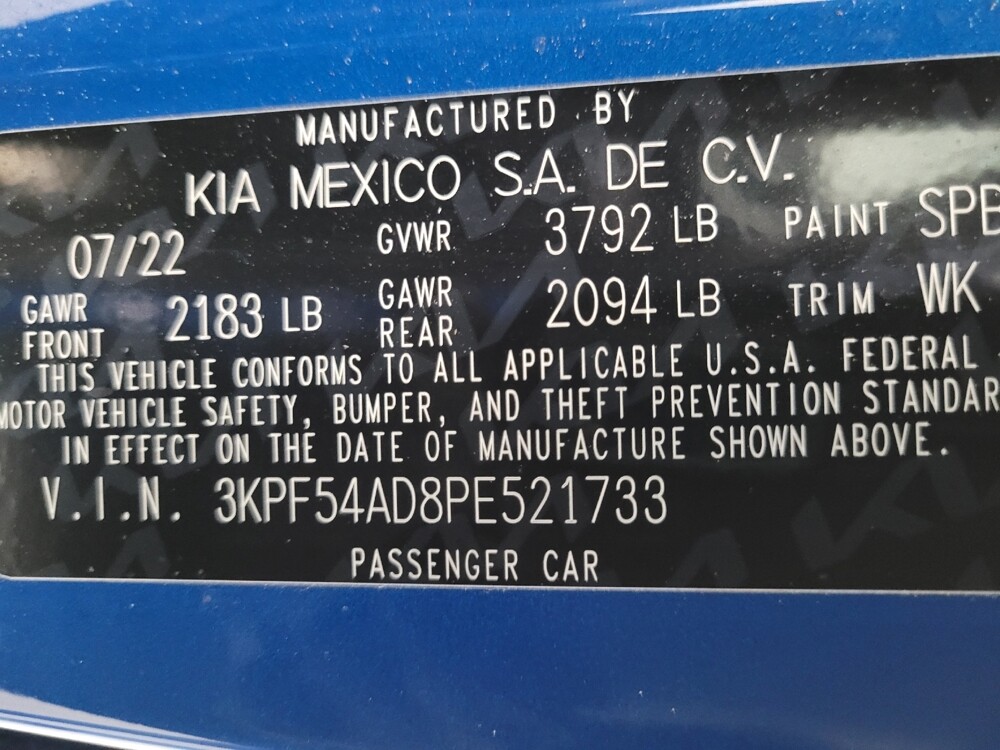 MANUFACTURED BY
KIA MEXICO S.A. DE C.V.
07/22 GVWR 3792 LB PAINT SPB
GAWR FRONT 2183 LB GAWR REAR 2094 LB TRIM WK
THIS VEHICLE CONFORMS TO ALL APPLICABLE U.S.A. FEDERAL
MOTOR VEHICLE SAFETY, BUMPER, AND THEFT PREVENTION STANDAR
IN EFFECT ON THE DATE OF MANUFACTURE SHOWN ABOVE.
V.I.N. 3KPF54AD8PE521733
PASSENGER CAR